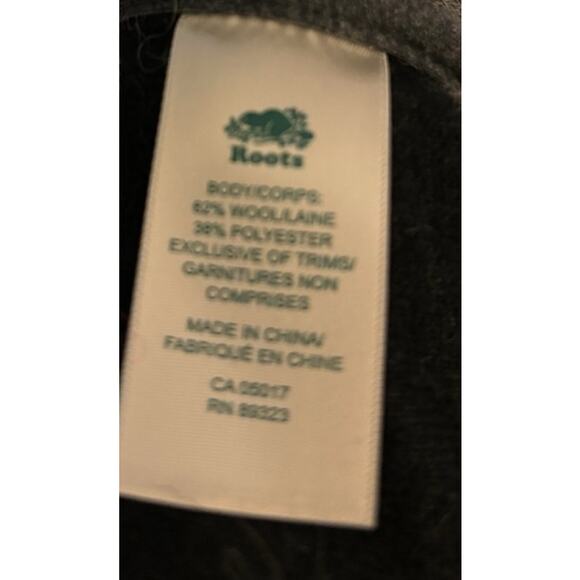 Roots
BODY/CORPS:
62% WOOL/LAINE
38% POLYESTER
EXCLUSIVE OF TRIMS/
GARNITURES NON
COMPRISES
MADE IN CHINA/
FABRIQUÉ EN CHINE
CA 05017
RN 89323